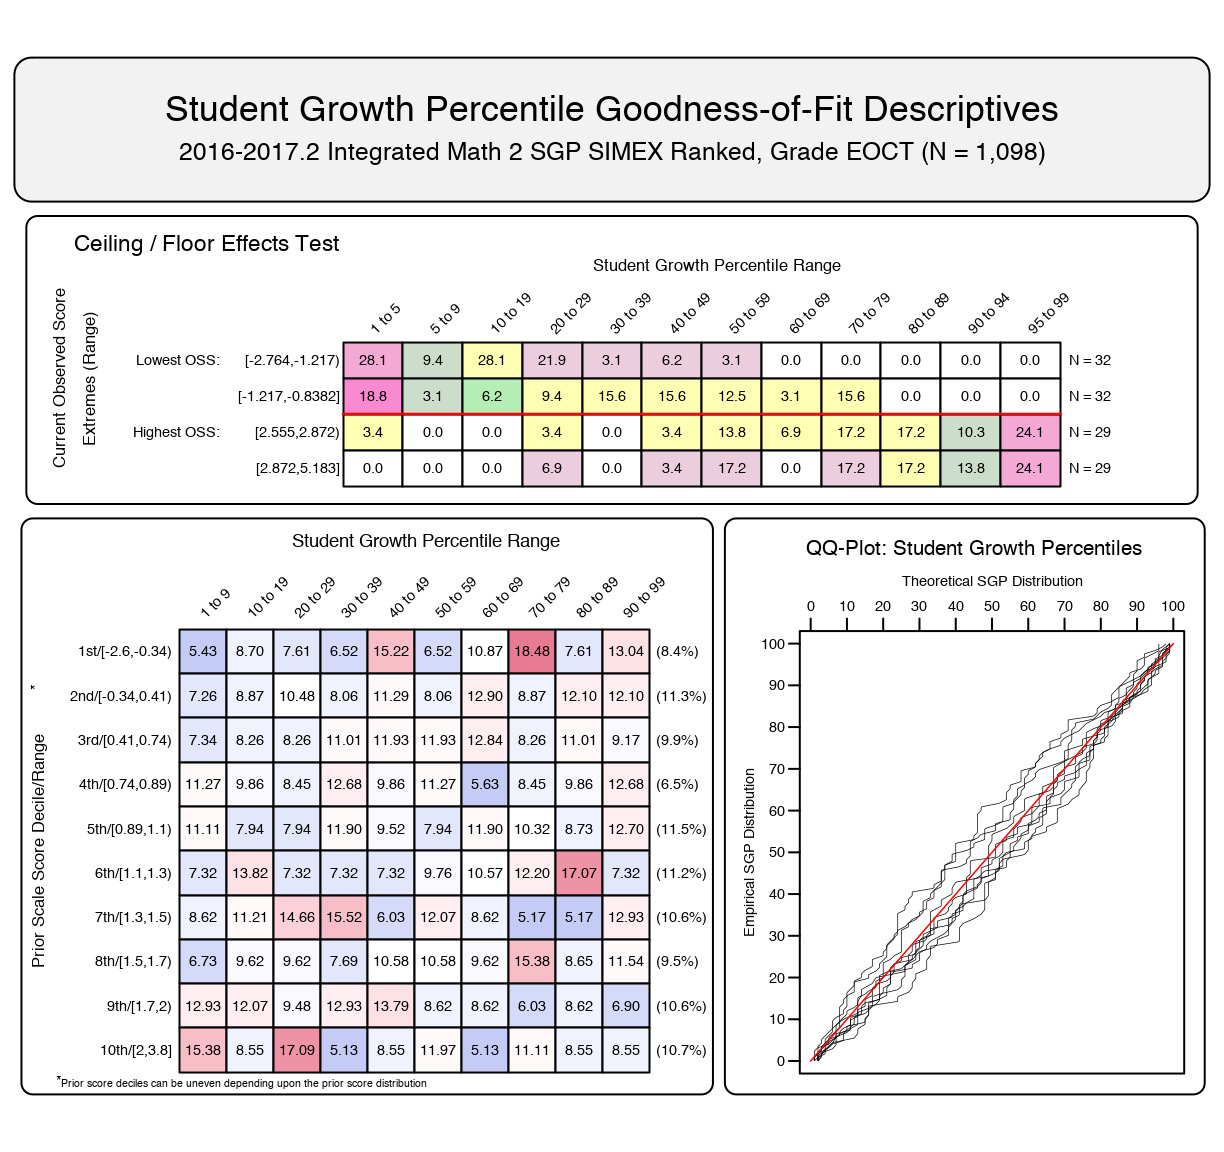 Student Growth Percentile Goodness-of-Fit Descriptives
2016-2017.2 Integrated Math 2 SGP SIMEX Ranked, Grade EOCT (N = 1,098)
Ceiling / Floor Effects Test
Student Growth Percentile Range
Current Observed Score
Extremes (Range)
1 to 5 5 to 9 10 to 19 20 to 29 30 to 39 40 to 49 50 to 59 60 to 69 70 to 79 80 to 89 90 to 94 95 to 99
Lowest OSS: [-2.764,-1.217) 28.1 9.4 28.1 21.9 3.1 6.2 3.1 0.0 0.0 0.0 0.0 0.0 N = 32
[-1.217,-0.8382] 18.8 3.1 6.2 9.4 15.6 15.6 12.5 3.1 15.6 0.0 0.0 0.0 N = 32
Highest OSS: [2.555,2.872) 3.4 0.0 0.0 3.4 0.0 3.4 13.8 6.9 17.2 17.2 10.3 24.1 N = 29
[2.872,5.183] 0.0 0.0 0.0 6.9 0.0 3.4 17.2 0.0 17.2 17.2 13.8 24.1 N = 29
Student Growth Percentile Range
Prior Scale Score Decile/Range *
1 to 9 10 to 19 20 to 29 30 to 39 40 to 49 50 to 59 60 to 69 70 to 79 80 to 89 90 to 99
1st/[-2.6,-0.34) 5.43 8.70 7.61 6.52 15.22 6.52 10.87 18.48 7.61 13.04 (8.4%)
2nd/[-0.34,0.41) 7.26 8.87 10.48 8.06 11.29 8.06 12.90 8.87 12.10 12.10 (11.3%)
3rd/[0.41,0.74) 7.34 8.26 8.26 11.01 11.93 11.93 12.84 8.26 11.01 9.17 (9.9%)
4th/[0.74,0.89) 11.27 9.86 8.45 12.68 9.86 11.27 5.63 8.45 9.86 12.68 (6.5%)
5th/[0.89,1.1) 11.11 7.94 7.94 11.90 9.52 7.94 11.90 10.32 8.73 12.70 (11.5%)
6th/[1.1,1.3) 7.32 13.82 7.32 7.32 7.32 9.76 10.57 12.20 17.07 7.32 (11.2%)
7th/[1.3,1.5) 8.62 11.21 14.66 15.52 6.03 12.07 8.62 5.17 5.17 12.93 (10.6%)
8th/[1.5,1.7) 6.73 9.62 9.62 7.69 10.58 10.58 9.62 15.38 8.65 11.54 (9.5%)
9th/[1.7,2) 12.93 12.07 9.48 12.93 13.79 8.62 8.62 6.03 8.62 6.90 (10.6%)
10th/[2,3.8] 15.38 8.55 17.09 5.13 8.55 11.97 5.13 11.11 8.55 8.55 (10.7%)
*Prior score deciles can be uneven depending upon the prior score distribution
QQ-Plot: Student Growth Percentiles
Theoretical SGP Distribution
0 10 20 30 40 50 60 70 80 90 100
Empirical SGP Distribution
100
90
80
70
60
50
40
30
20
10
0